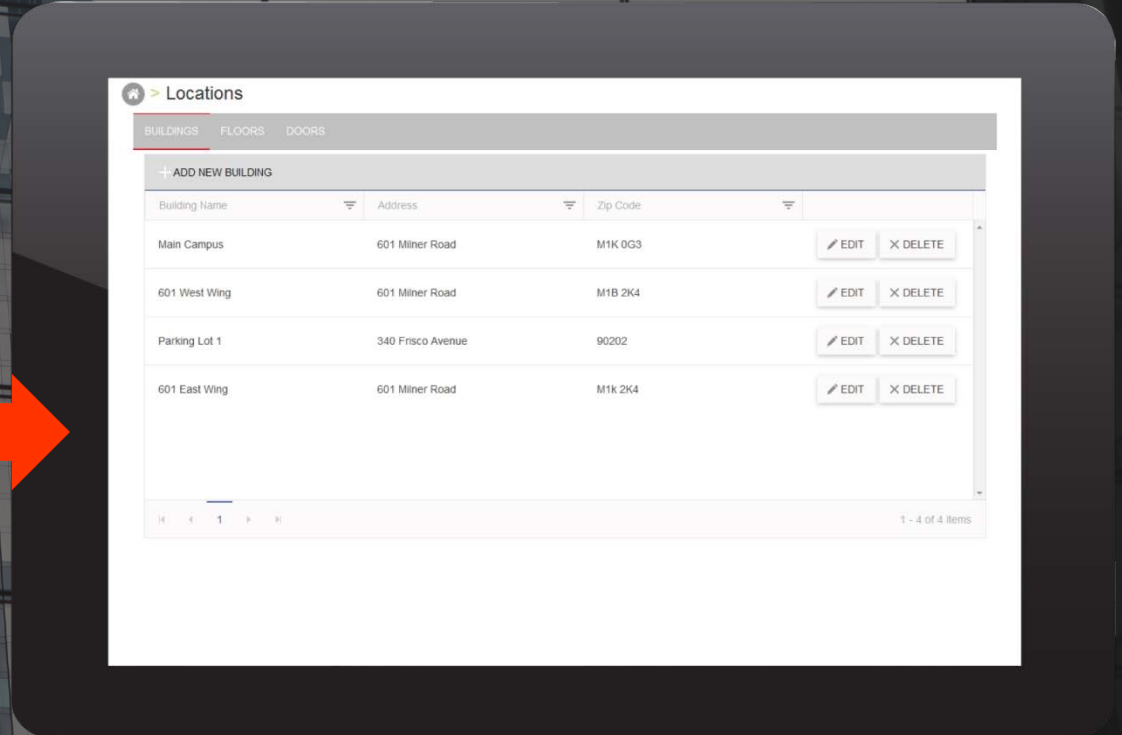 > Locations
BUILDINGS FLOORS DOORS
ADD NEW BUILDING
Building Name Address Zip Code
Main Campus 601 Milner Road M1K 0G3 EDIT DELETE
601 West Wing 601 Milner Road M1B 2K4 EDIT DELETE
Parking Lot 1 340 Frisco Avenue 90202 EDIT DELETE
601 East Wing 601 Milner Road M1k 2K4 EDIT DELETE
1 1 - 4 of 4 items